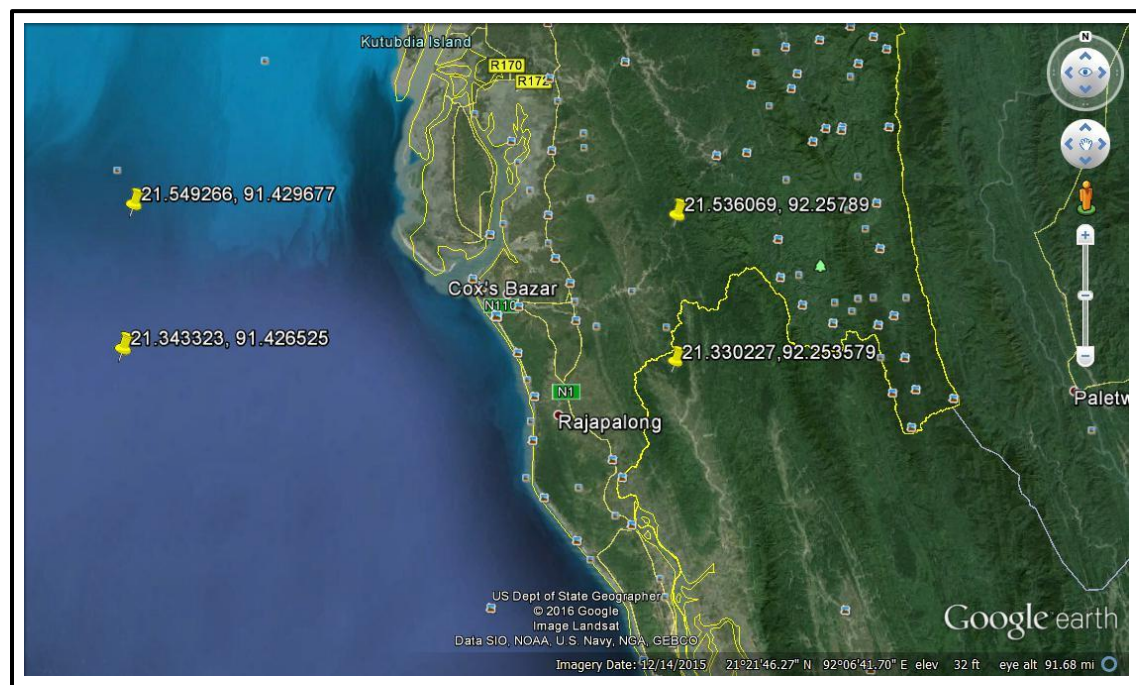 Kutubdia Island
N
R170
R172
21.549266, 91.429677
21.536069, 92.25789
Cox's Bazar
N110
21.343323, 91.426525
21.330227,92.253579
N1
Paletw
Rajapalong
US Dept of State Geographer
© 2016 Google
Image Landsat
Data SIO, NOAA, U.S. Navy, NGA, GEBCO
Google earth
Imagery Date: 12/14/2015 21°21'46.27" N 92°06'41.70" E elev 32 ft eye alt 91.68 mi